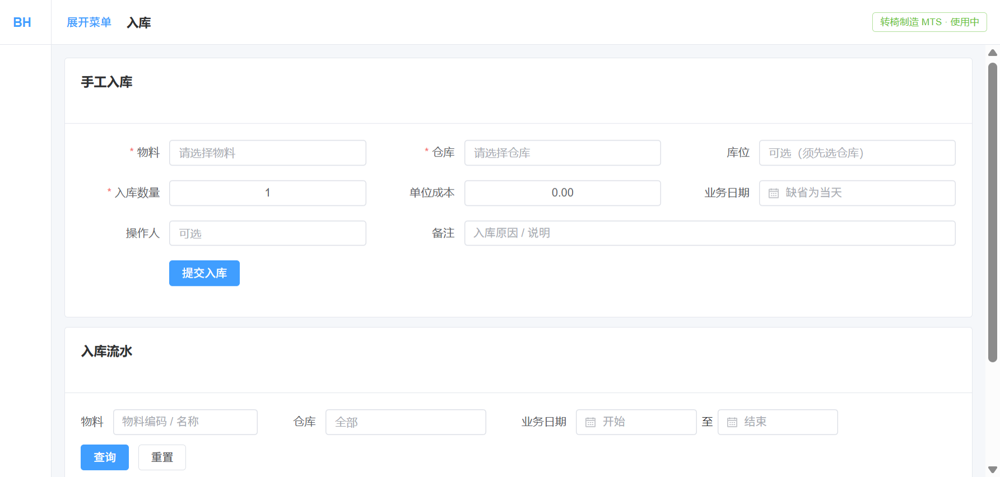 BH 展开菜单 入库 转椅制造 MTS · 使用中
手工入库
* 物料 请选择物料 * 仓库 请选择仓库 库位 可选（须先选仓库）
* 入库数量 1 单位成本 0.00 业务日期 缺省为当天
操作人 可选 备注 入库原因 / 说明
提交入库
入库流水
物料 物料编码 / 名称 仓库 全部 业务日期 开始 至 结束
查询 重置